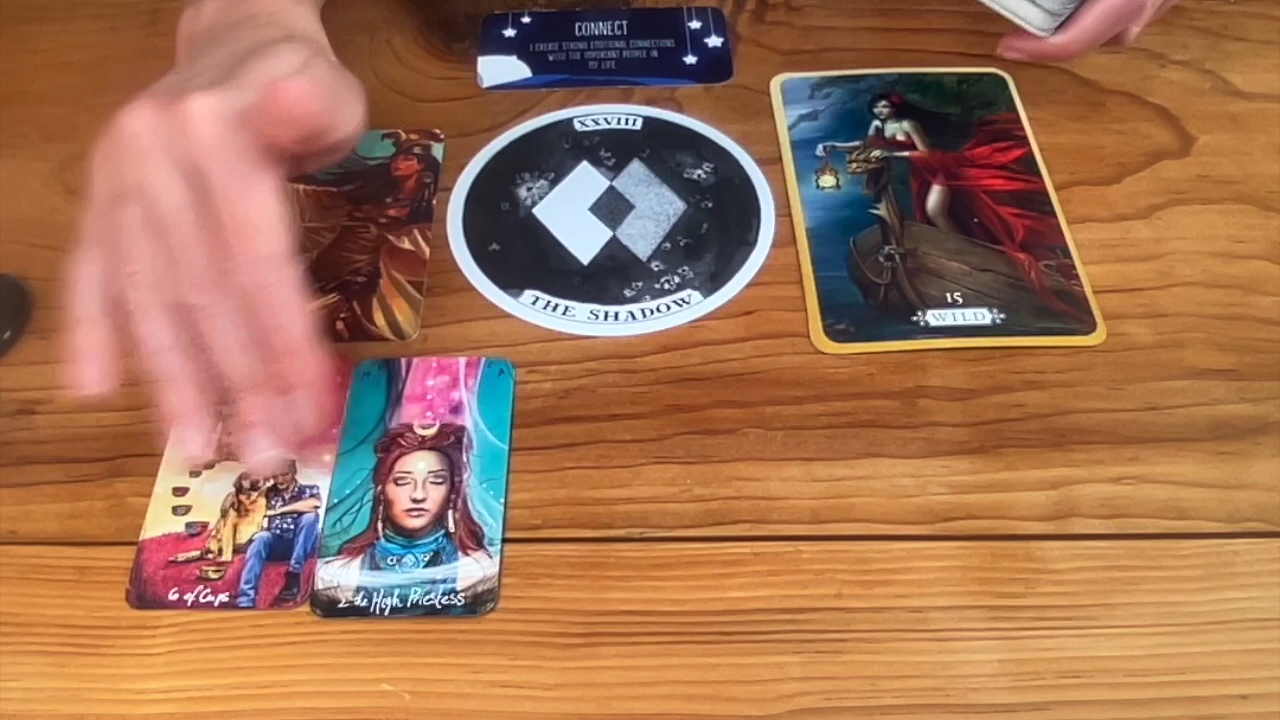 CONNECT
I CREATE STRONG EMOTIONAL CONNECTIONS
WITH THE IMPORTANT PEOPLE IN
MY LIFE
XXVIII
THE SHADOW
15
WILD
6 of Cups
2 the High Priestess